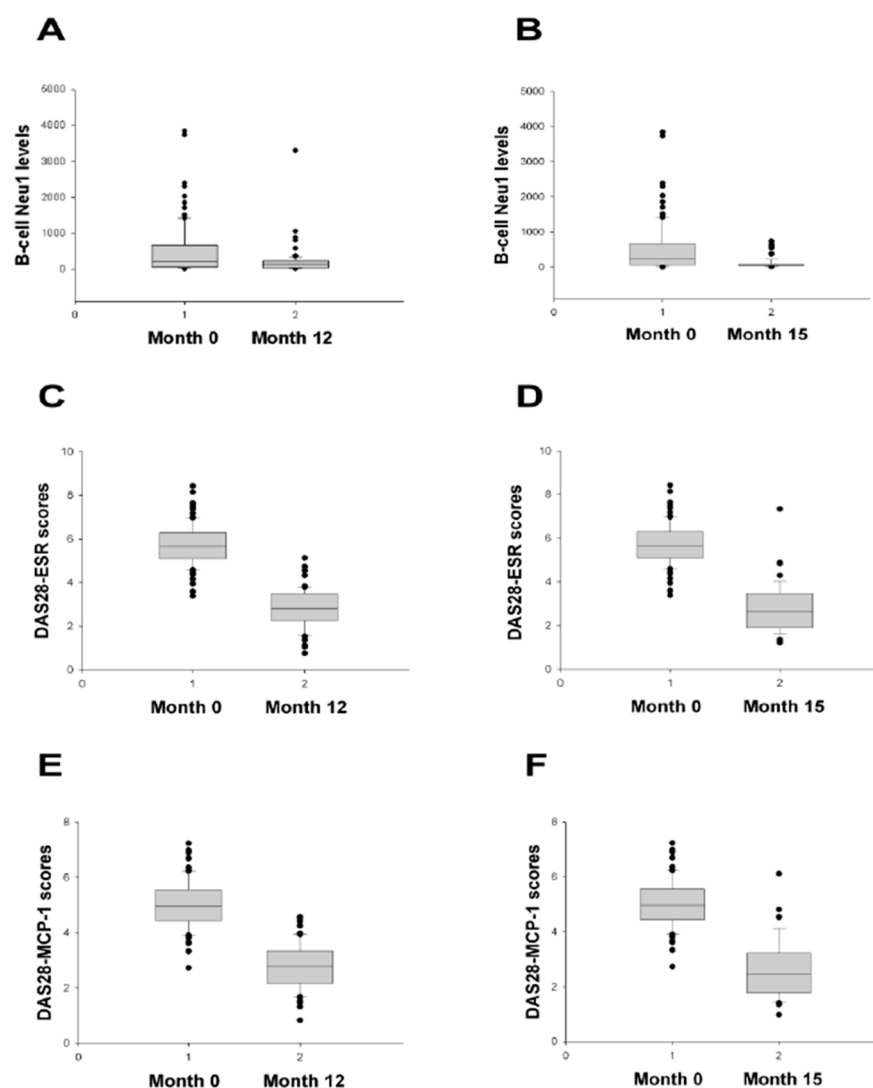 A
B-cell Neu1 levels
5000
4000
3000
2000
1000
0
0
1
2
Month 0
Month 12
B
B-cell Neu1 levels
5000
4000
3000
2000
1000
0
0
1
2
Month 0
Month 15
C
DAS28-ESR scores
10
8
6
4
2
0
0
1
2
Month 0
Month 12
D
DAS28-ESR scores
10
8
6
4
2
0
0
1
2
Month 0
Month 15
E
DAS28-MCP-1 scores
8
6
4
2
0
0
1
2
Month 0
Month 12
F
DAS28-MCP-1 scores
8
6
4
2
0
0
1
2
Month 0
Month 15